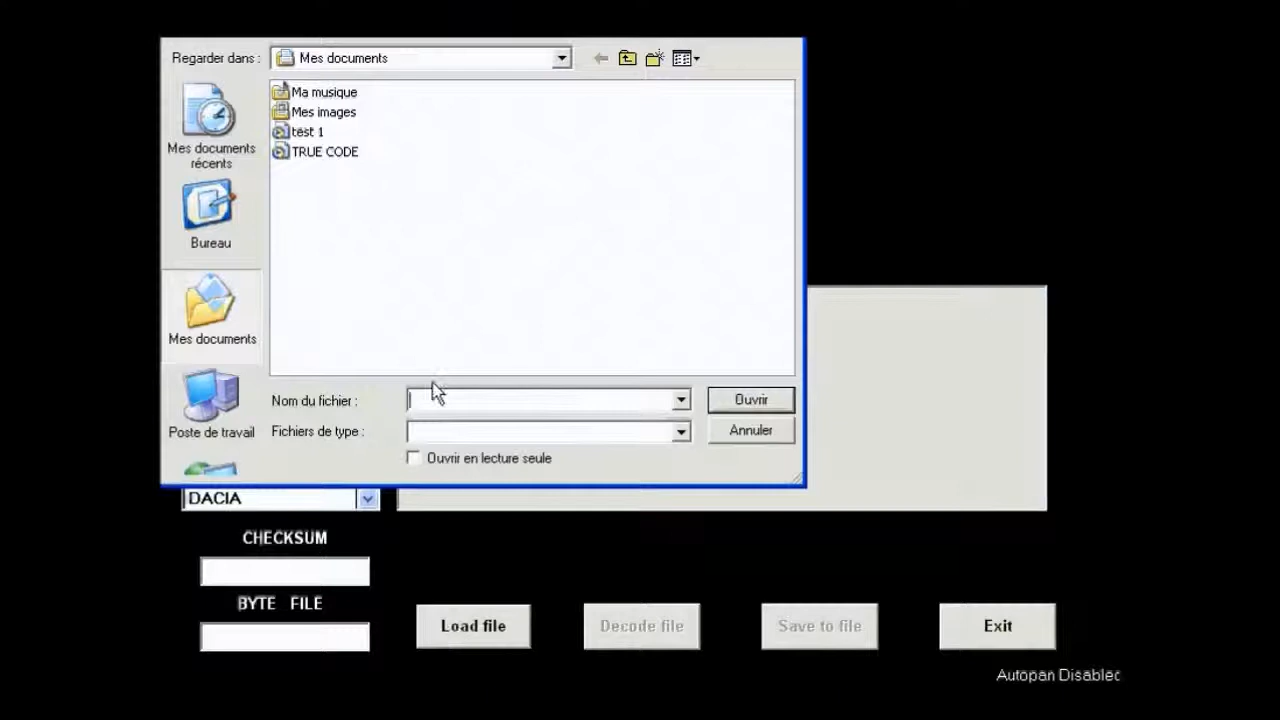 Regarder dans :
Mes documents
Ma musique
Mes images
test 1
TRUE CODE
Mes documents
récents
Bureau
Mes documents
Poste de travail
Nom du fichier :
Ouvrir
Fichiers de type :
Annuler
Ouvrir en lecture seule
DACIA
CHECKSUM
BYTE FILE
Load file
Decode file
Save to file
Exit
Autopan Disabled